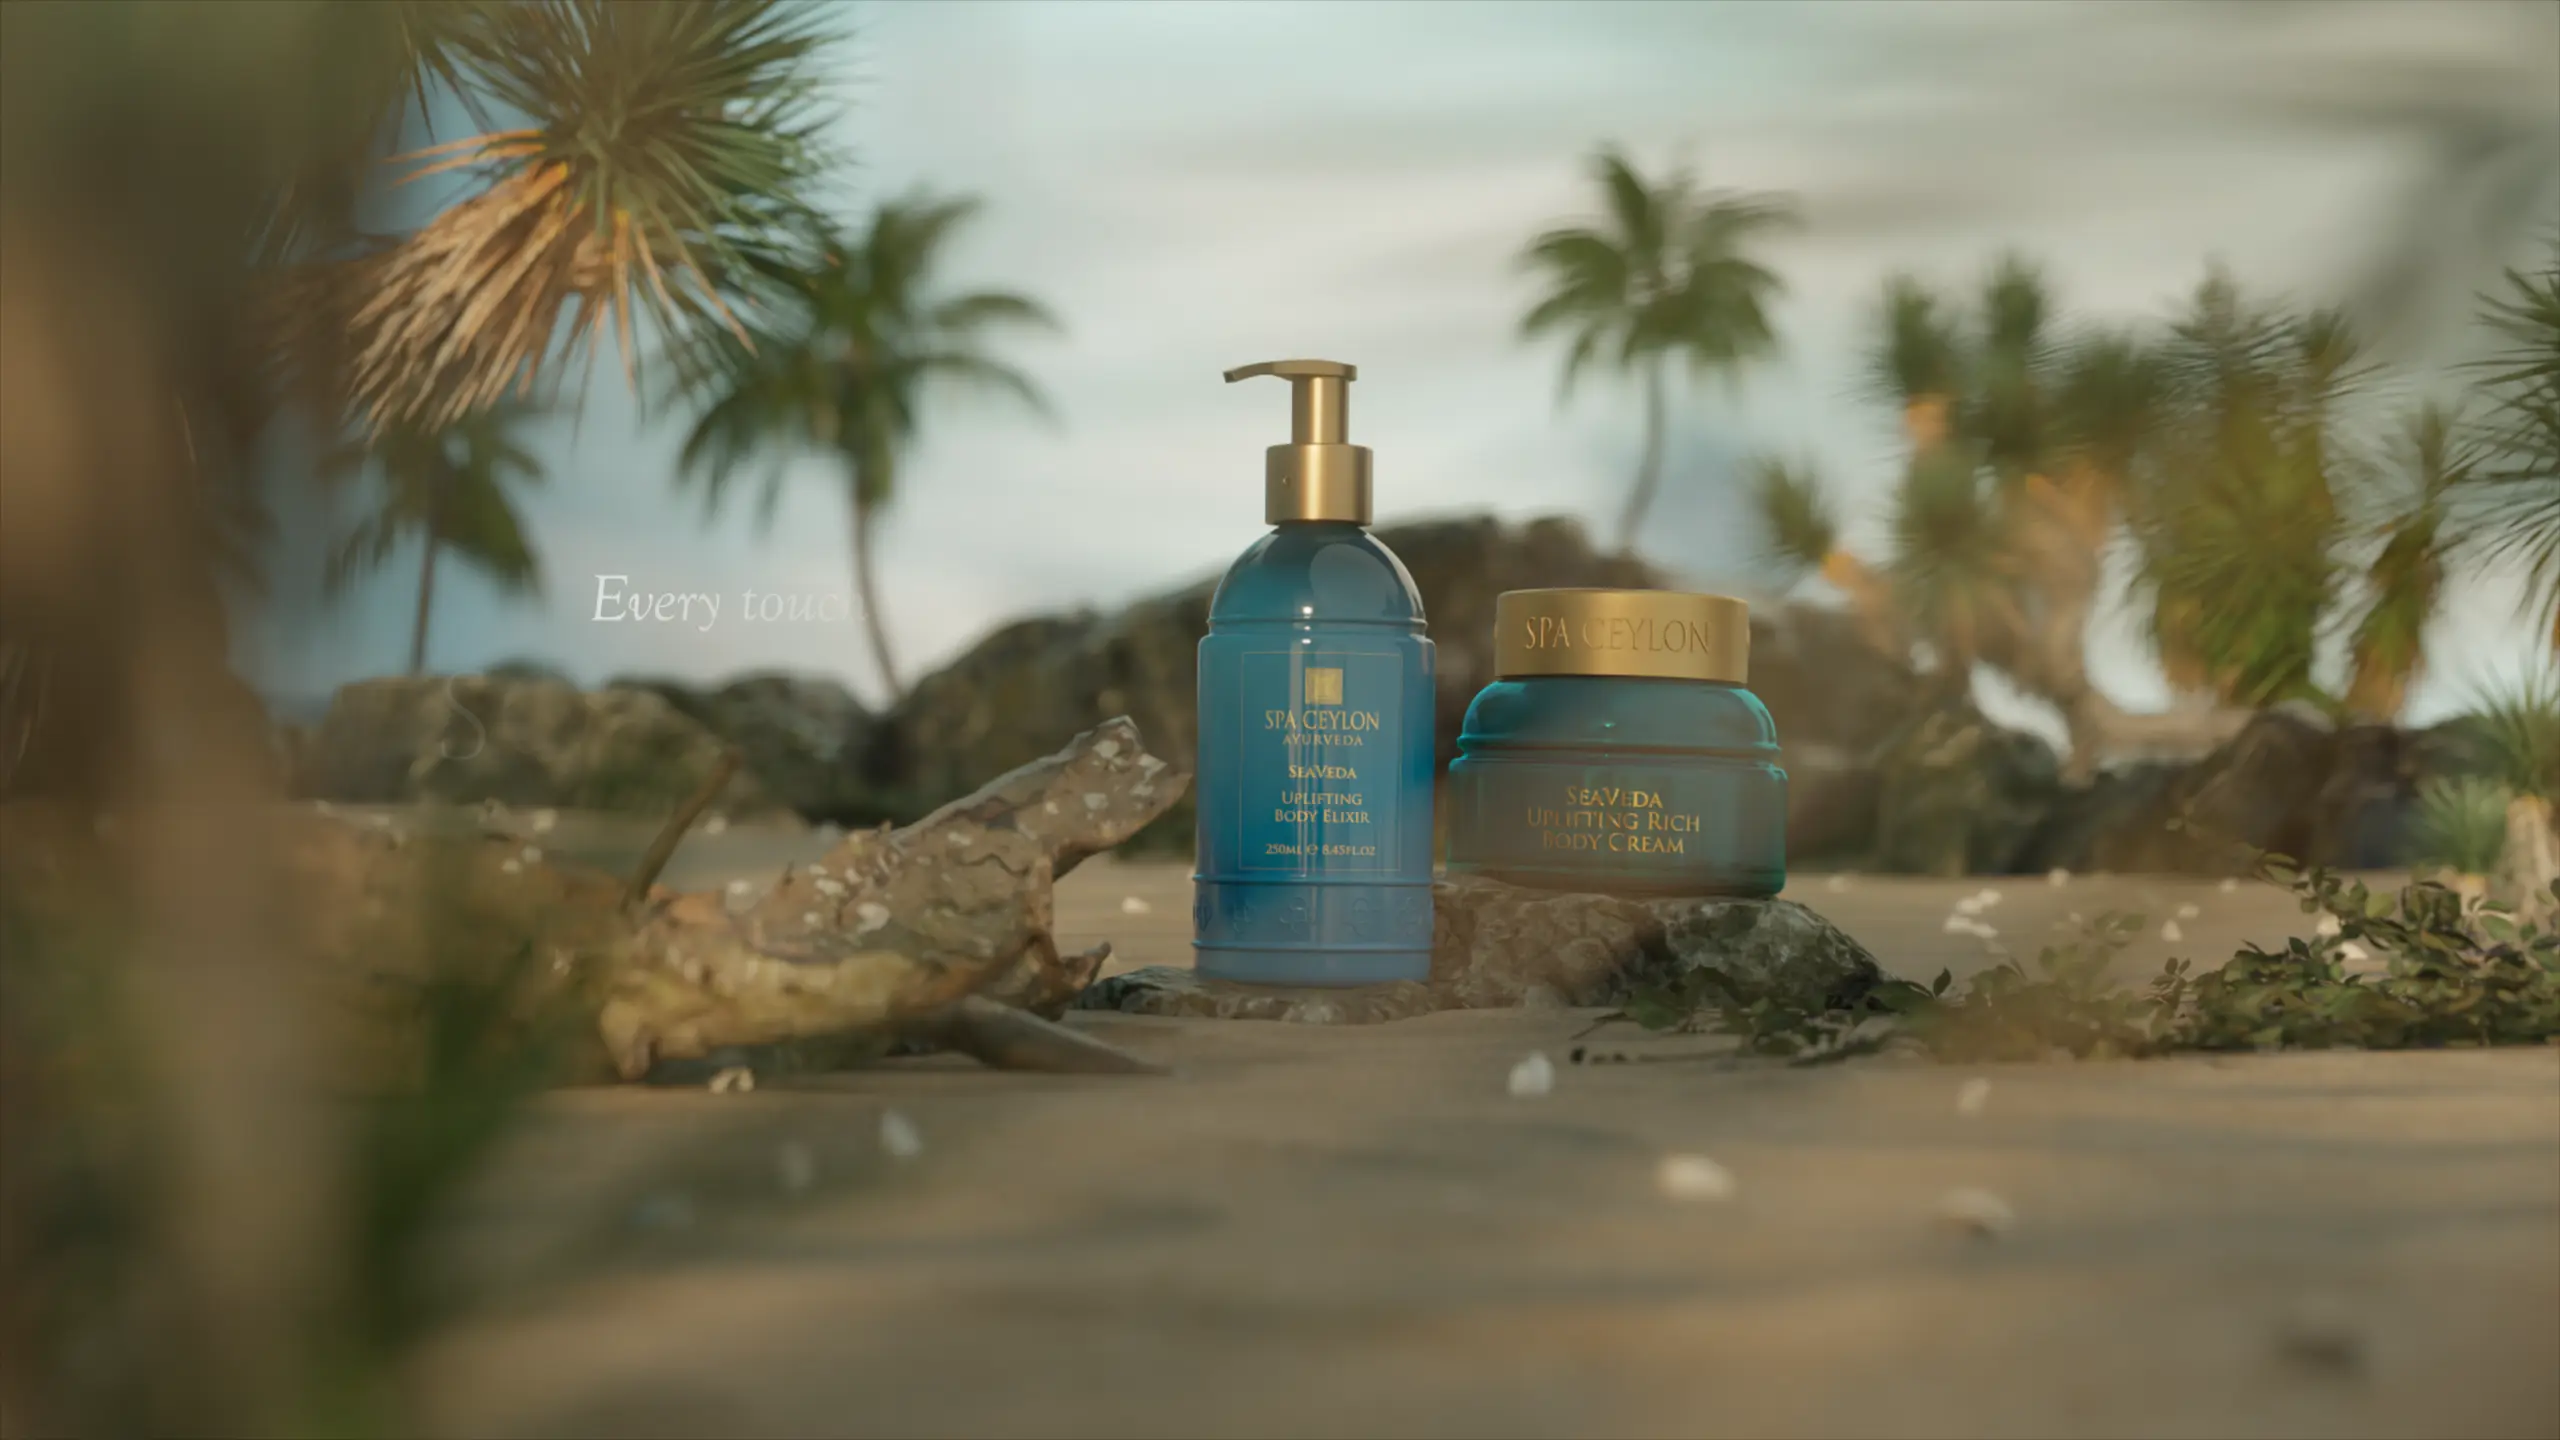 Every touch
S
SPA CEYLON
SPA CEYLON
AYURVEDA
SEAVEDA
UPLIFTING
BODY ELIXIR
250ML e 8.45FL.OZ
SEAVEDA
UPLIFTING RICH
BODY CREAM